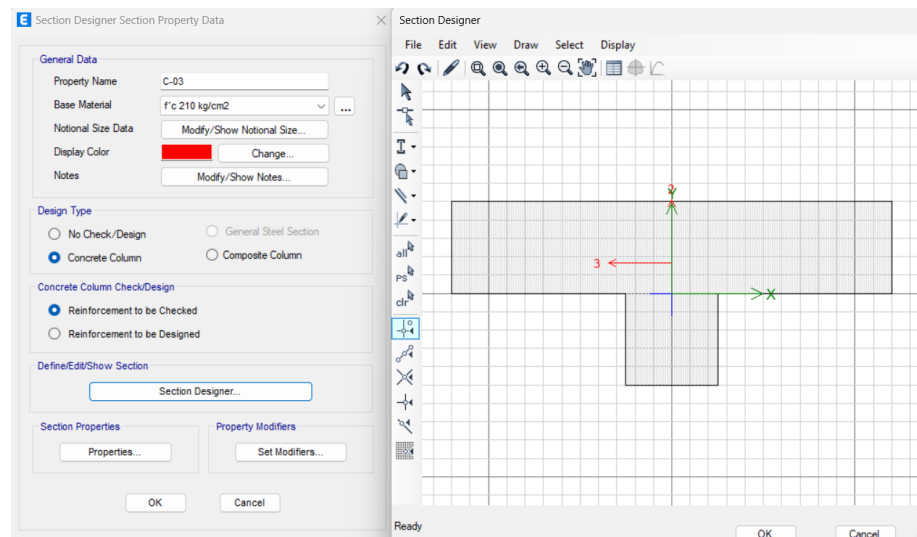 E Section Designer Section Property Data
General Data
Property Name C-03
Base Material f'c 210 kg/cm2 ...
Notional Size Data Modify/Show Notional Size...
Display Color Change...
Notes Modify/Show Notes...
Design Type
No Check/Design General Steel Section
Concrete Column Composite Column
Concrete Column Check/Design
Reinforcement to be Checked
Reinforcement to be Designed
Define/Edit/Show Section
Section Designer...
Section Properties Property Modifiers
Properties... Set Modifiers...
OK Cancel
Section Designer
File Edit View Draw Select Display
all
PS
clr
2
Y
3
X
Ready
OK Cancel